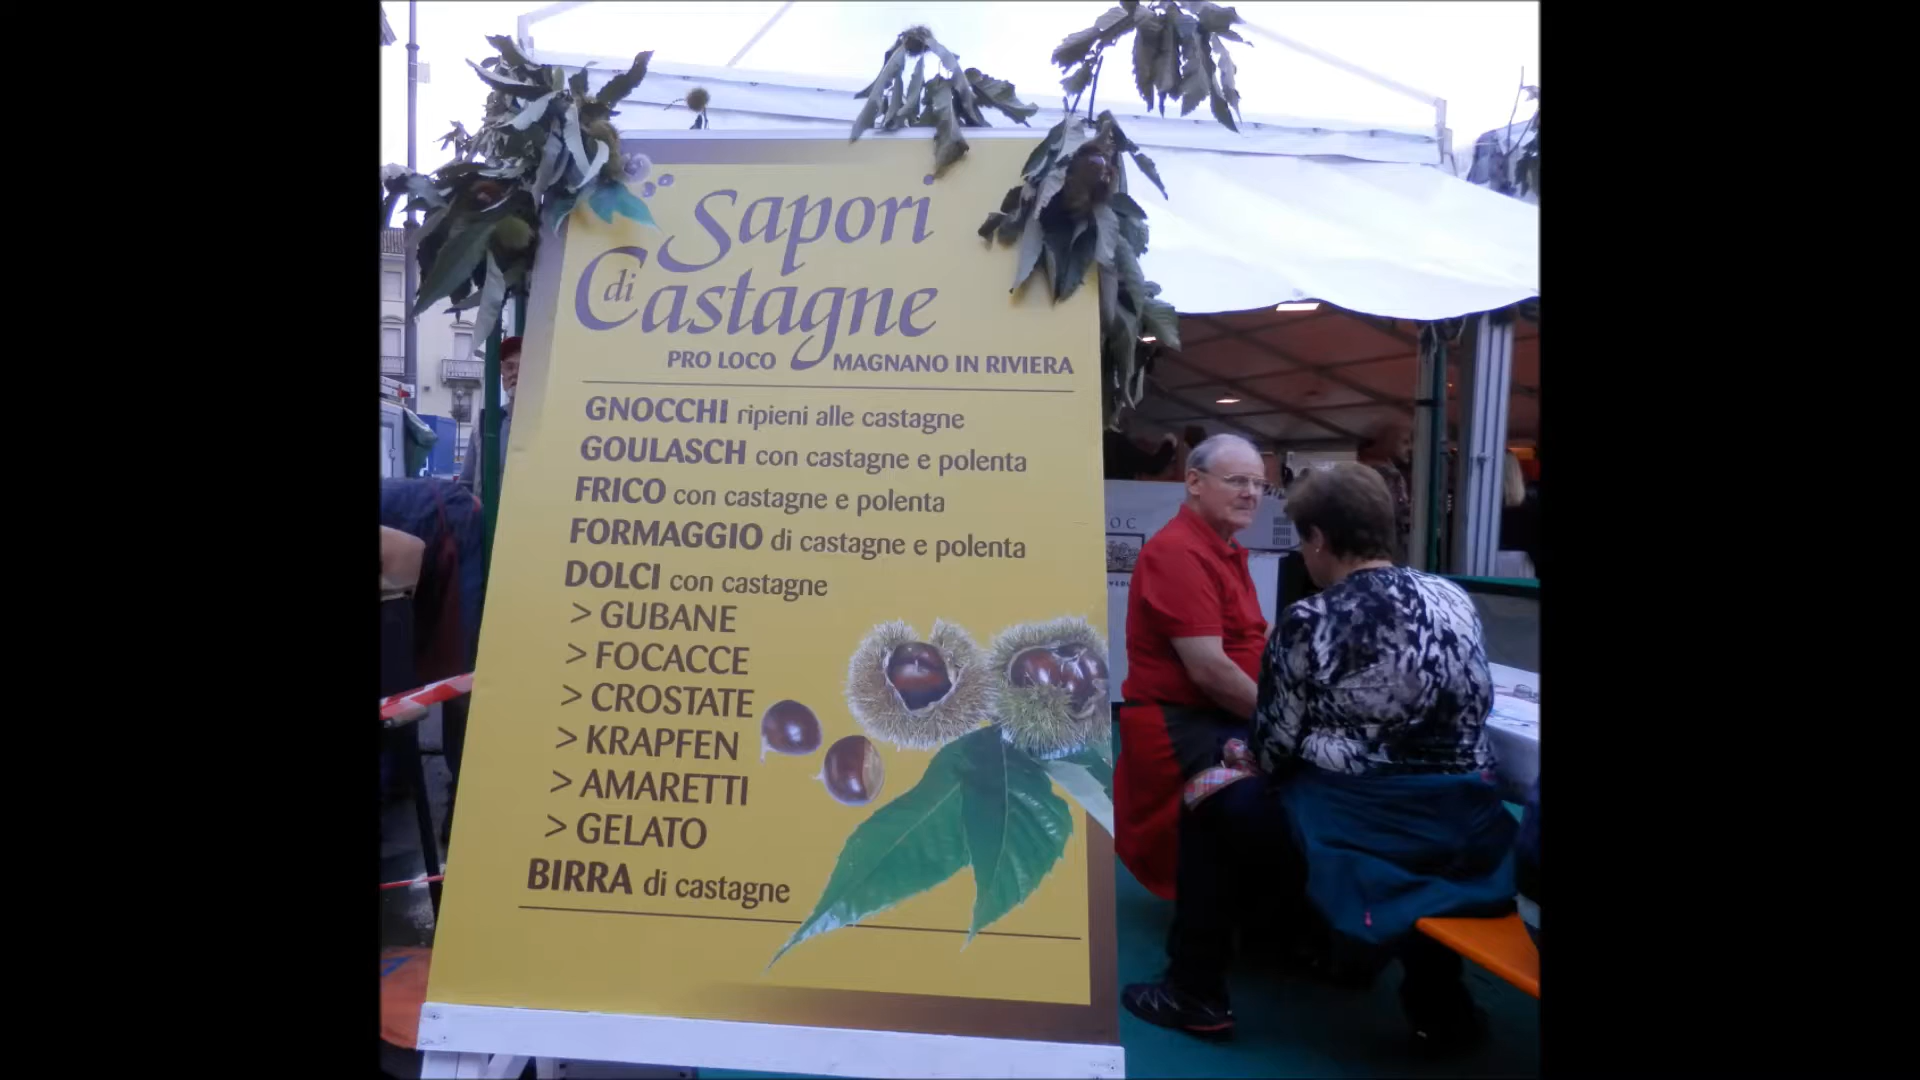 Sapori
di Castagne
PRO LOCO MAGNANO IN RIVIERA
GNOCCHI ripieni alle castagne
GOULASCH con castagne e polenta
FRICO con castagne e polenta
FORMAGGIO di castagne e polenta
DOLCI con castagne
> GUBANE
> FOCACCE
> CROSTATE
> KRAPFEN
> AMARETTI
> GELATO
BIRRA di castagne
OC